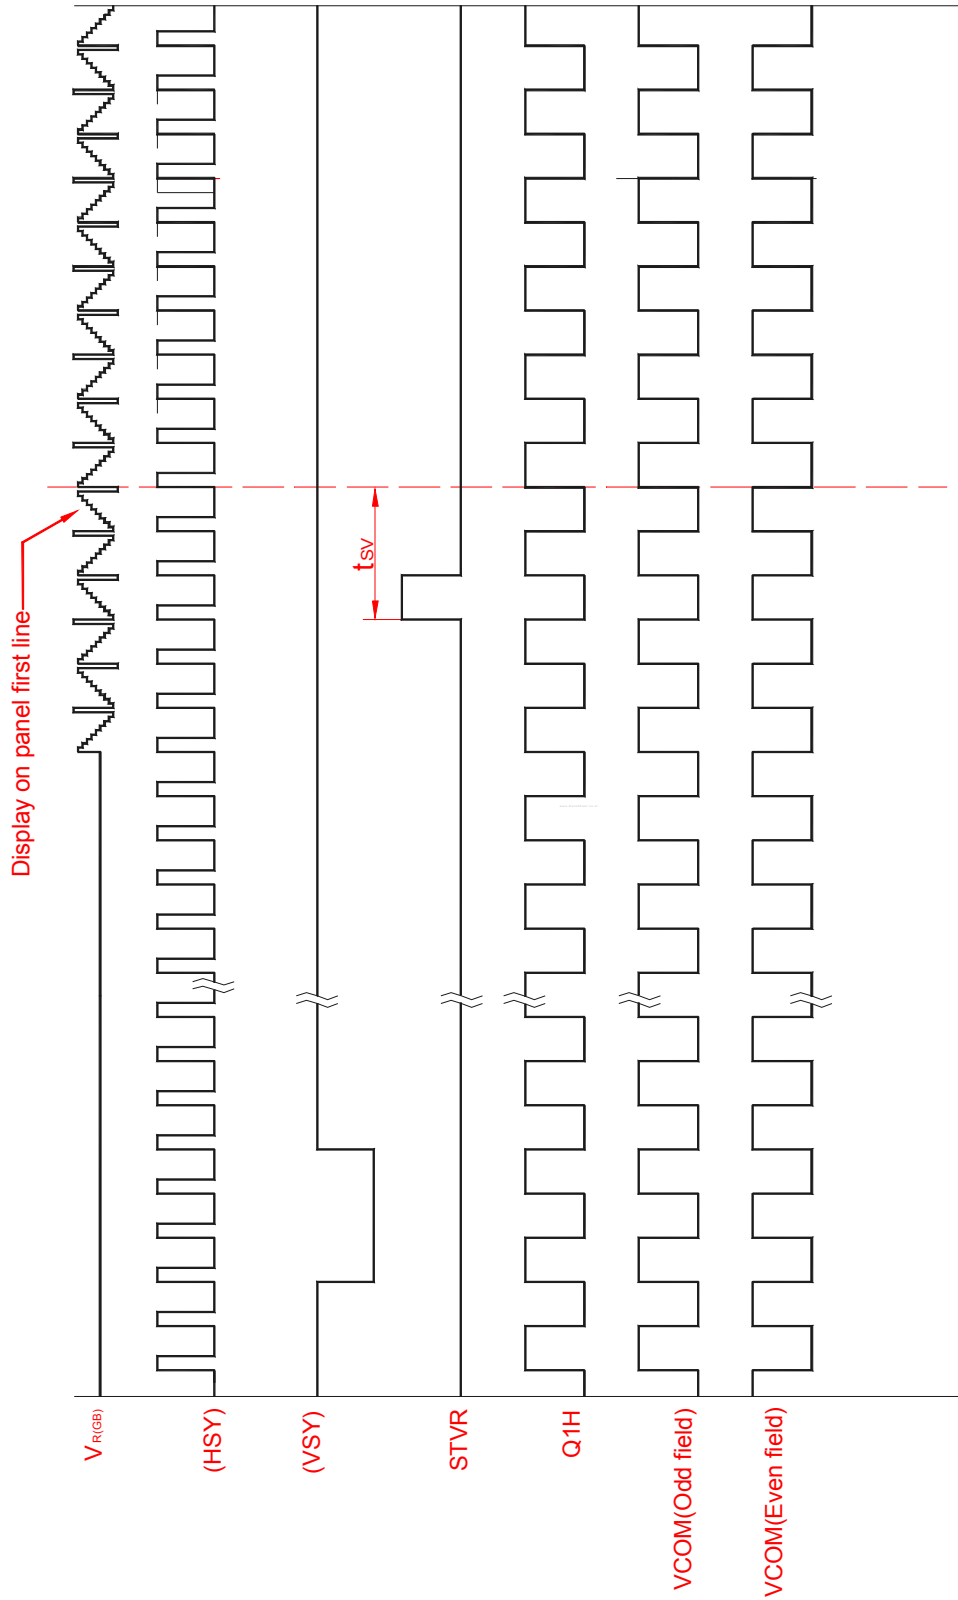 Display on panel first line
VR(GB)
(HSY)
(VSY)
tsv
STVR
Q1H
VCOM(Odd field)
VCOM(Even field)